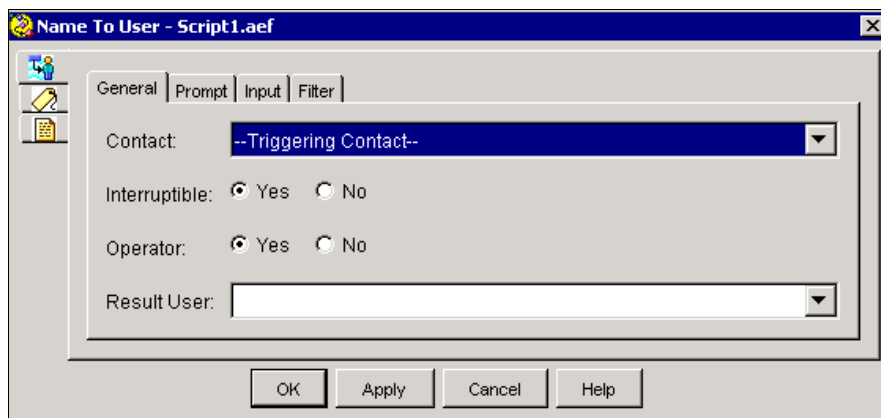 Name To User - Script1.aef
General Prompt Input Filter
Contact: --Triggering Contact--
Interruptible: Yes No
Operator: Yes No
Result User:
OK Apply Cancel Help